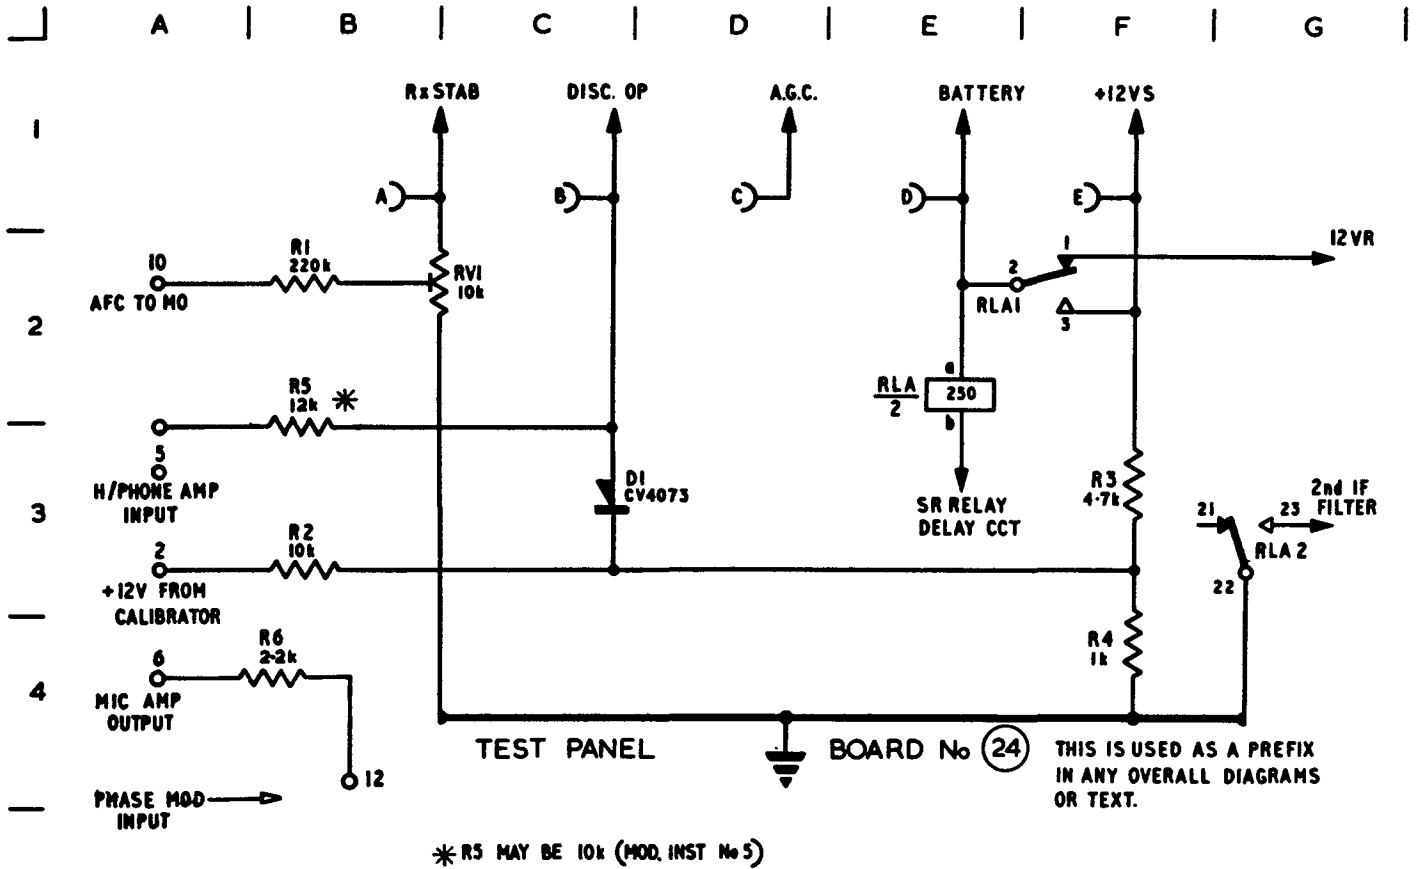 A B C D E F G
Rx STAB DISC. OP A.G.C. BATTERY +12VS
1
A B C D E
10 R1 220k RV1 10k
AFC TO MO
2 1 12VR
RLA1
3
2
R5 12k *
a
RLA 2 250
b
5
H/PHONE AMP
INPUT
D1
CV4073
SR RELAY
DELAY CCT
R3
4·7k
21 23 2nd IF
FILTER
RLA 2
22
3
2 R2 10k
+12V FROM
CALIBRATOR
R4
1k
6 R6 2·2k
MIC AMP
OUTPUT
4
TEST PANEL BOARD No 24
THIS IS USED AS A PREFIX
IN ANY OVERALL DIAGRAMS
OR TEXT.
12
PHASE MOD
INPUT
* R5 MAY BE 10k (MOD. INST No 5)